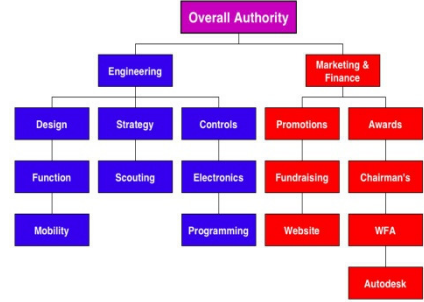 Overall Authority
Engineering
Marketing &
Finance
Design
Strategy
Controls
Promotions
Awards
Function
Scouting
Electronics
Fundraising
Chairman's
Mobility
Programming
Website
WFA
Autodesk